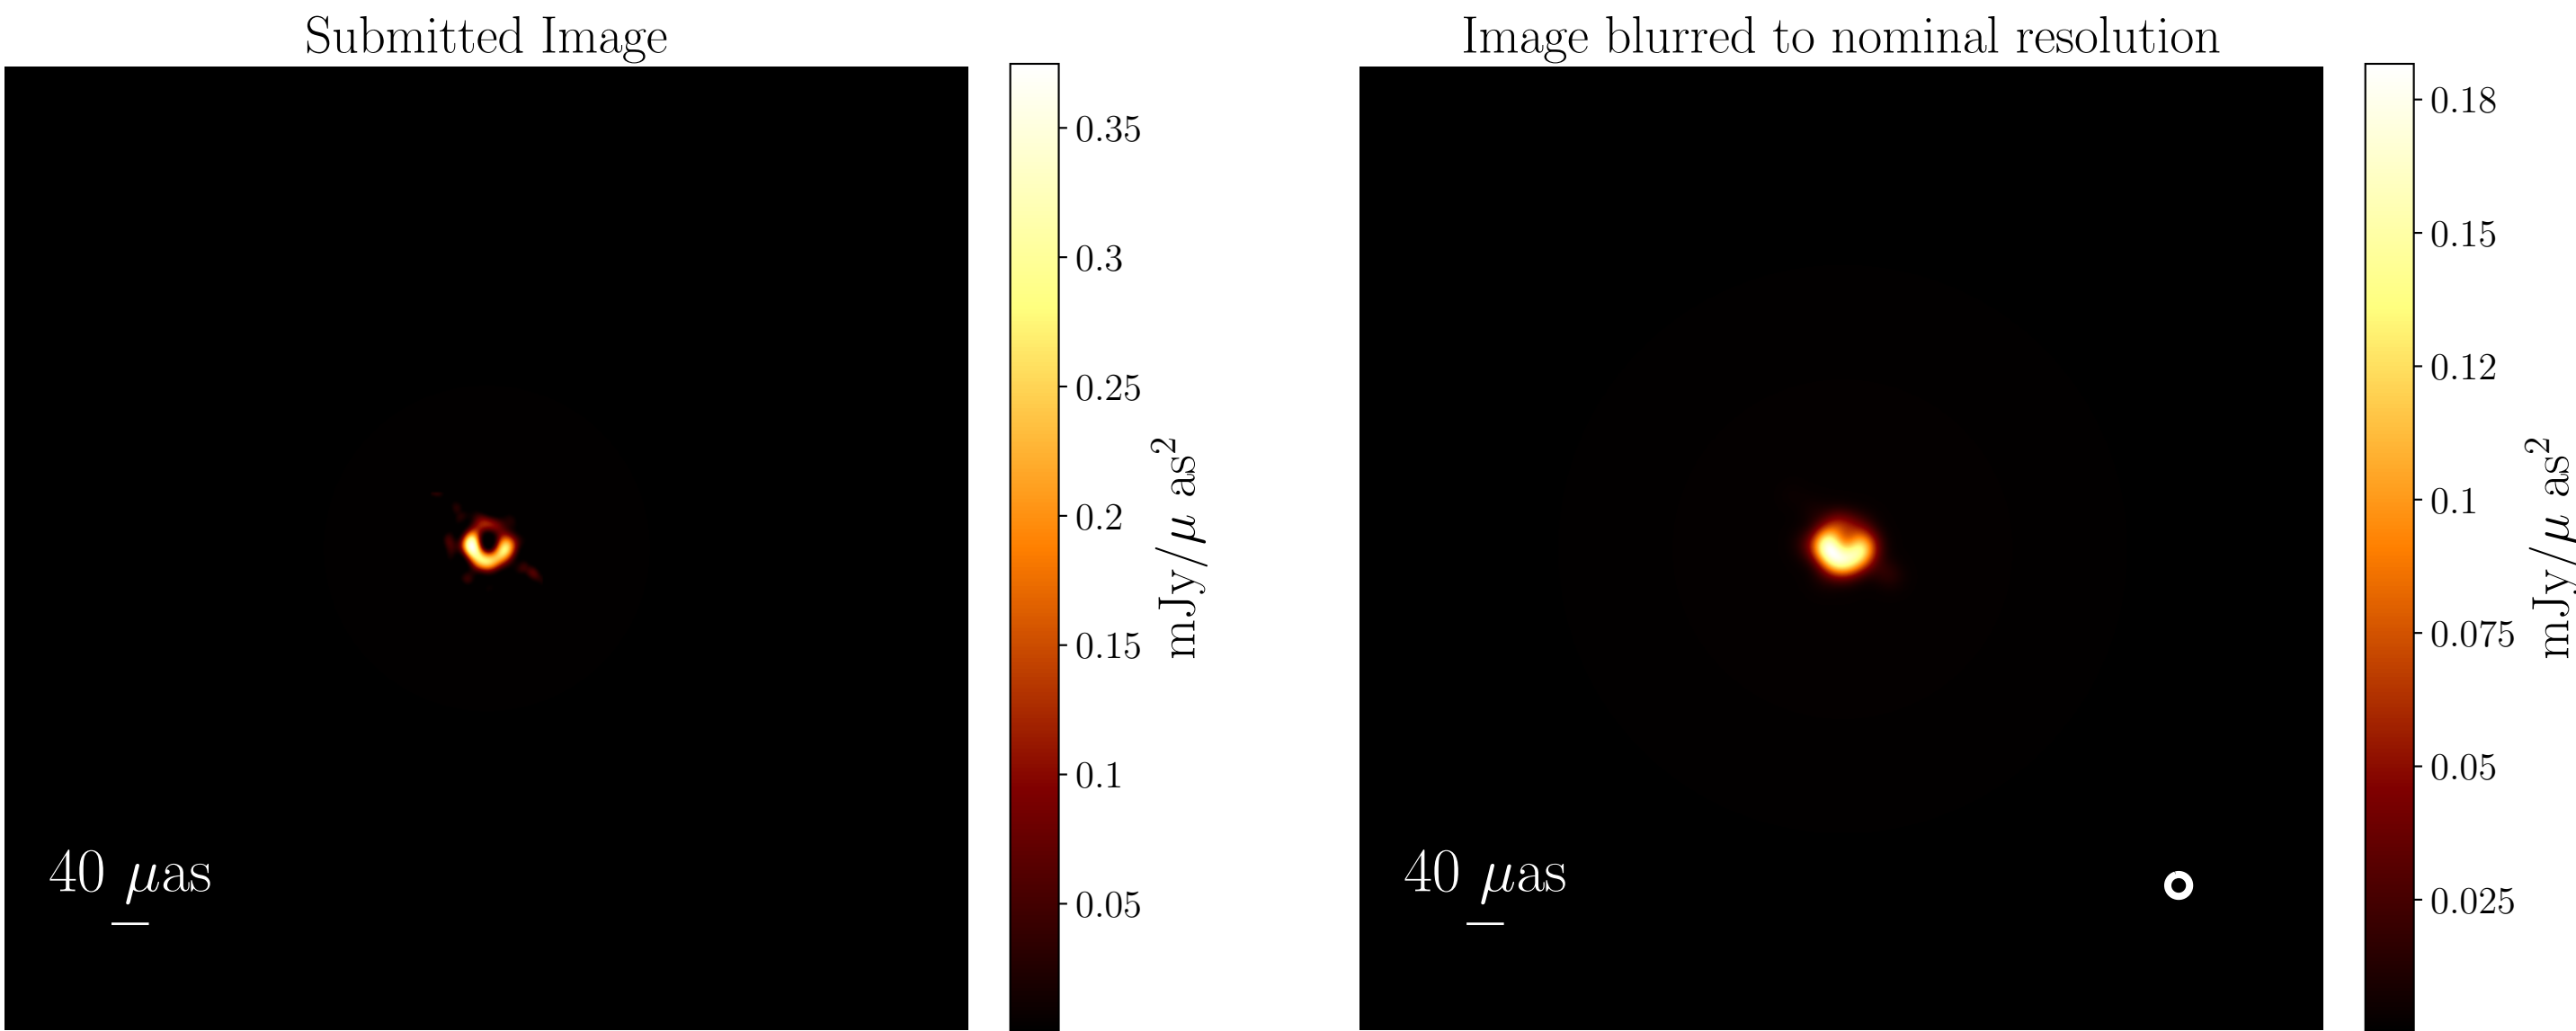 Submitted Image
0.35
0.3
0.25
0.2
0.15
0.1
0.05
mJy/μ as²
40 μas
Image blurred to nominal resolution
0.18
0.15
0.12
0.1
0.075
0.05
0.025
mJy/μ as²
40 μas